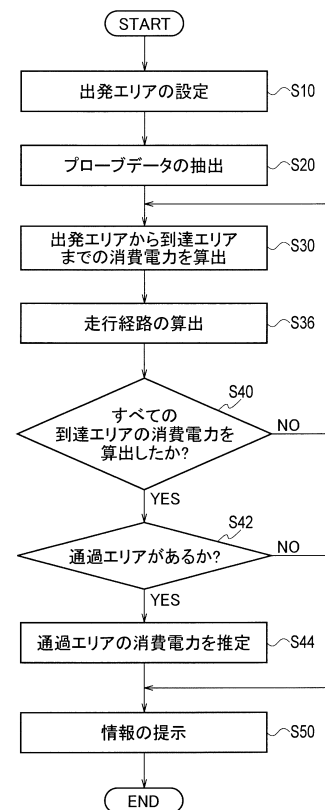 START
出発エリアの設定
S10
プローブデータの抽出
S20
出発エリアから到達エリア
までの消費電力を算出
S30
走行経路の算出
S36
S40
すべての
到達エリアの消費電力を
算出したか?
NO
YES
S42
通過エリアがあるか?
NO
YES
通過エリアの消費電力を推定
S44
情報の提示
S50
END